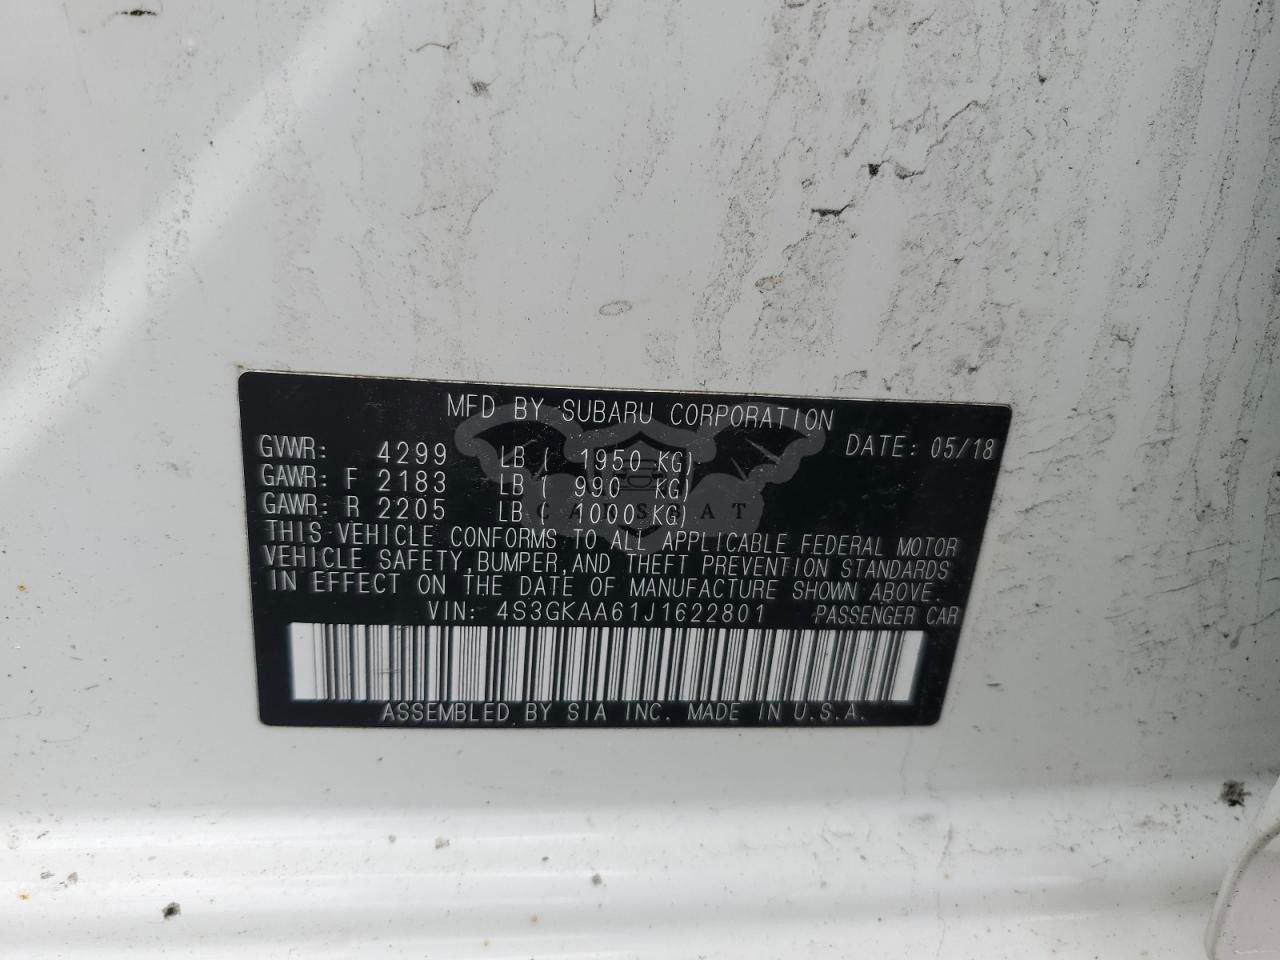 MFD BY SUBARU CORPORATION
GVWR: 4299 LB ( 1950 KG) DATE: 05/18
GAWR: F 2183 LB ( 990 KG)
GAWR: R 2205 LB ( 1000 KG)
CARSBAT
THIS VEHICLE CONFORMS TO ALL APPLICABLE FEDERAL MOTOR
VEHICLE SAFETY, BUMPER, AND THEFT PREVENTION STANDARDS
IN EFFECT ON THE DATE OF MANUFACTURE SHOWN ABOVE.
VIN: 4S3GKAA61J1622801 PASSENGER CAR
ASSEMBLED BY SIA INC. MADE IN U.S.A.